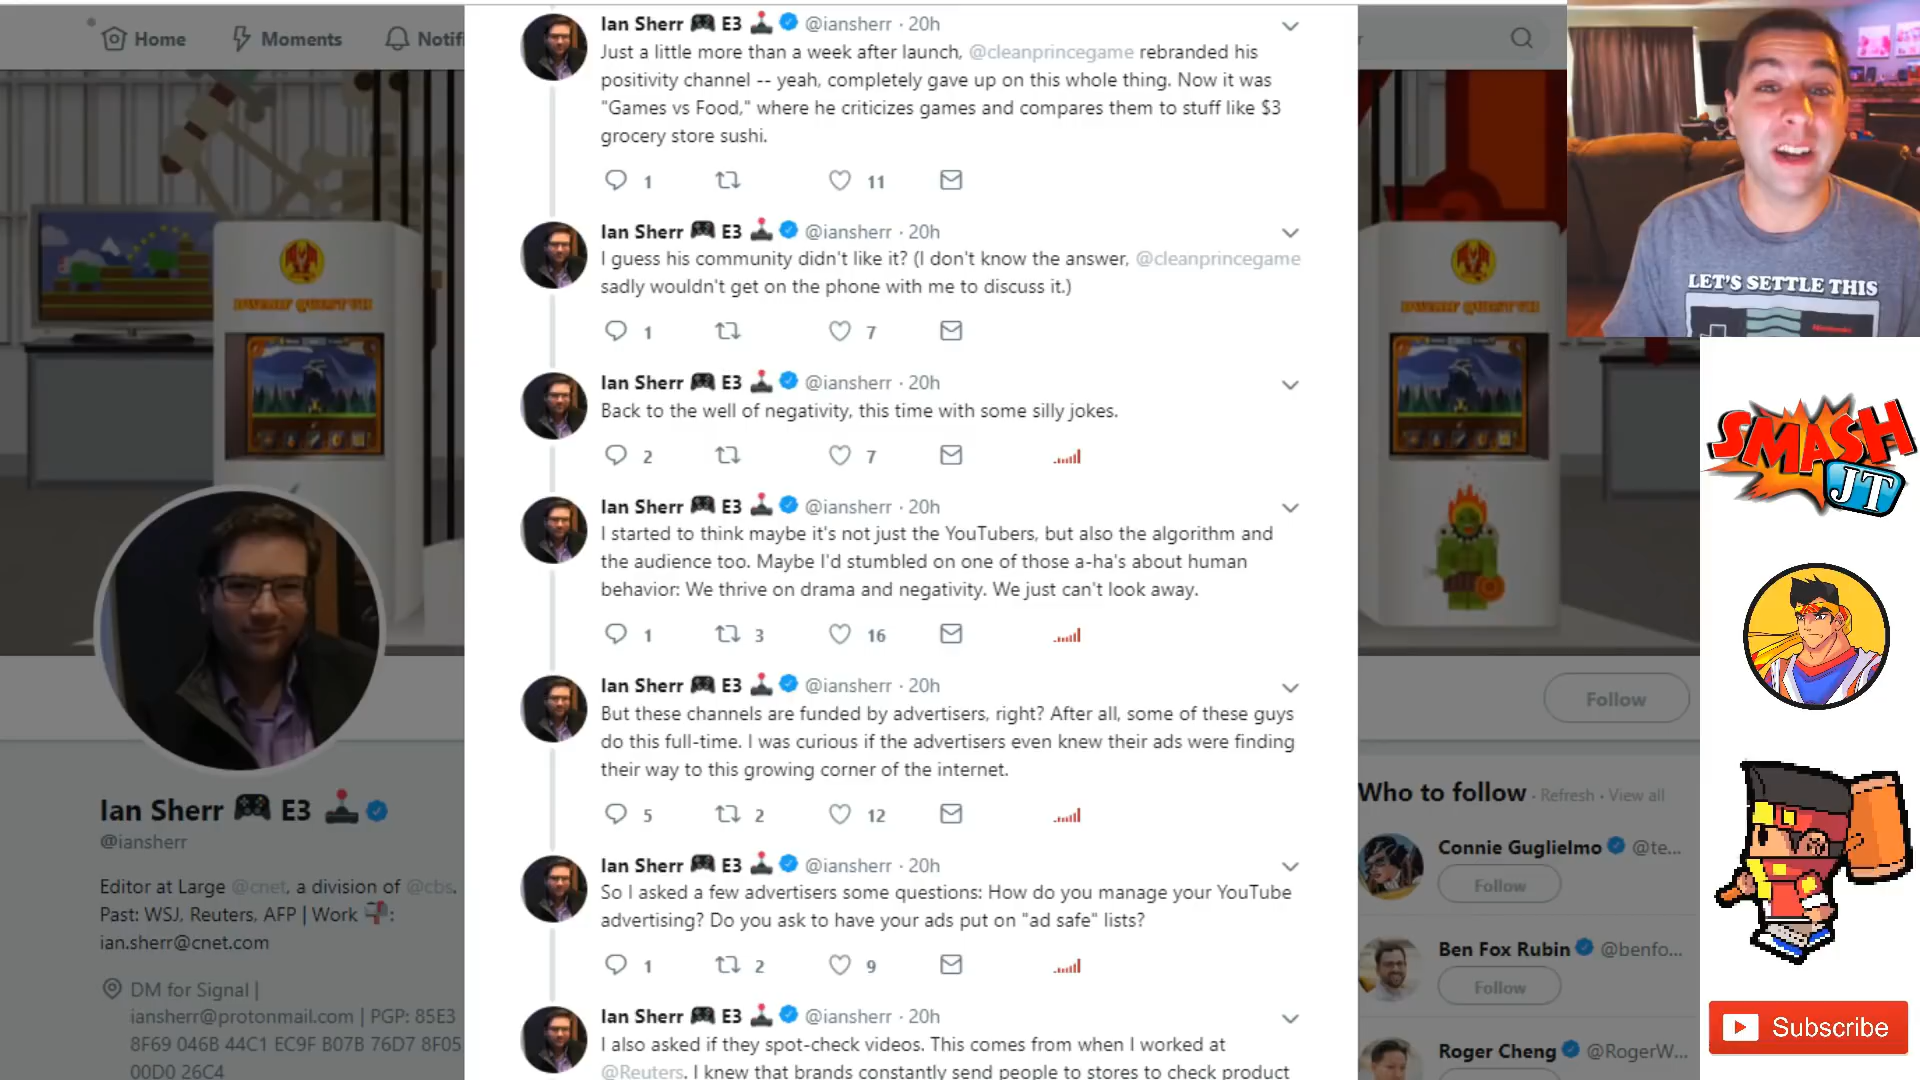 Home
Moments
Notifi
Ian Sherr E3 @iansherr · 20h
Just a little more than a week after launch, @cleanprincegame rebranded his
positivity channel -- yeah, completely gave up on this whole thing. Now it was
"Games vs Food," where he criticizes games and compares them to stuff like $3
grocery store sushi.
1 11
Ian Sherr E3 @iansherr · 20h
I guess his community didn't like it? (I don't know the answer, @cleanprincegame
sadly wouldn't get on the phone with me to discuss it.)
1 7
Ian Sherr E3 @iansherr · 20h
Back to the well of negativity, this time with some silly jokes.
2 7
Ian Sherr E3 @iansherr · 20h
I started to think maybe it's not just the YouTubers, but also the algorithm and
the audience too. Maybe I'd stumbled on one of those a-ha's about human
behavior: We thrive on drama and negativity. We just can't look away.
1 3 16
Ian Sherr E3 @iansherr · 20h
But these channels are funded by advertisers, right? After all, some of these guys
do this full-time. I was curious if the advertisers even knew their ads were finding
their way to this growing corner of the internet.
5 2 12
Ian Sherr E3 @iansherr · 20h
So I asked a few advertisers some questions: How do you manage your YouTube
advertising? Do you ask to have your ads put on "ad safe" lists?
1 2 9
Ian Sherr E3 @iansherr · 20h
I also asked if they spot-check videos. This comes from when I worked at
@Reuters. I knew that brands constantly send people to stores to check product
Ian Sherr E3
@iansherr
Editor at Large @cnet, a division of @cbs.
Past: WSJ, Reuters, AFP | Work :
ian.sherr@cnet.com
DM for Signal |
iansherr@protonmail.com | PGP: 85E3
8F69 046B 44C1 EC9F B07B 76D7 8F05
00D0 26C4
Follow
Who to follow · Refresh · View all
Connie Guglielmo @te...
Follow
Ben Fox Rubin @benfo...
Follow
Roger Cheng @RogerW...
LET'S SETTLE THIS
Nintendo
SMASH
JT
Subscribe